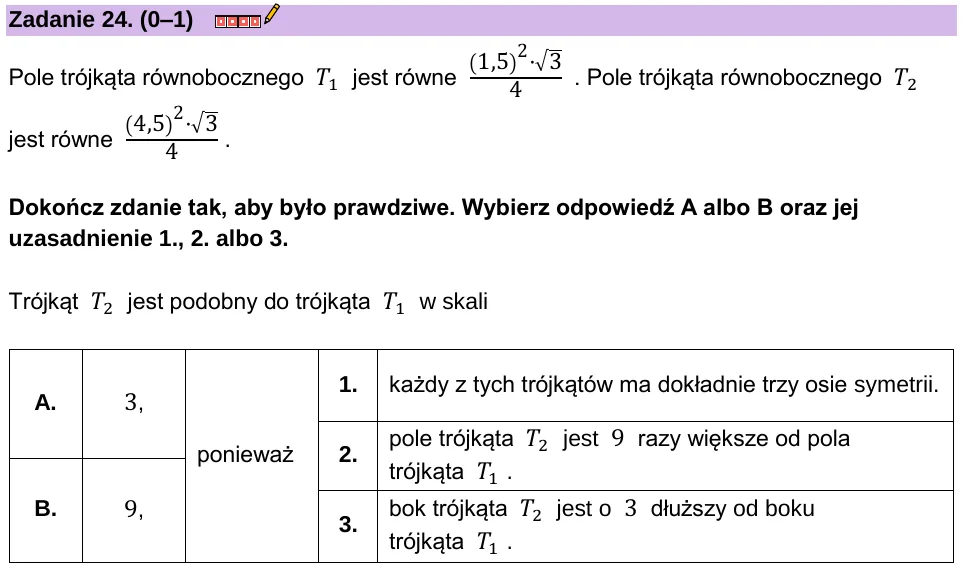 Zadanie 24. (0–1)
Pole trójkąta równobocznego T₁ jest równe (1,5)²·√3/4 . Pole trójkąta równobocznego T₂
jest równe (4,5)²·√3/4 .
Dokończ zdanie tak, aby było prawdziwe. Wybierz odpowiedź A albo B oraz jej
uzasadnienie 1., 2. albo 3.
Trójkąt T₂ jest podobny do trójkąta T₁ w skali
A. 3,
B. 9,
ponieważ
1. każdy z tych trójkątów ma dokładnie trzy osie symetrii.
2. pole trójkąta T₂ jest 9 razy większe od pola
trójkąta T₁ .
3. bok trójkąta T₂ jest o 3 dłuższy od boku
trójkąta T₁ .